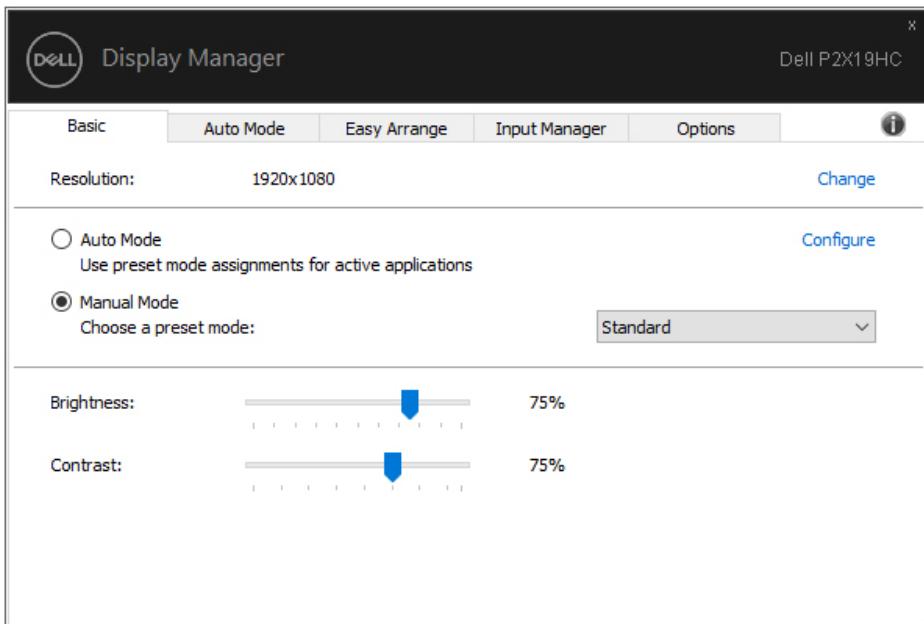 x
DELL Display Manager Dell P2X19HC
Basic Auto Mode Easy Arrange Input Manager Options i
Resolution: 1920x1080 Change
Auto Mode Configure
Use preset mode assignments for active applications
Manual Mode
Choose a preset mode: Standard
Brightness: 75%
Contrast: 75%